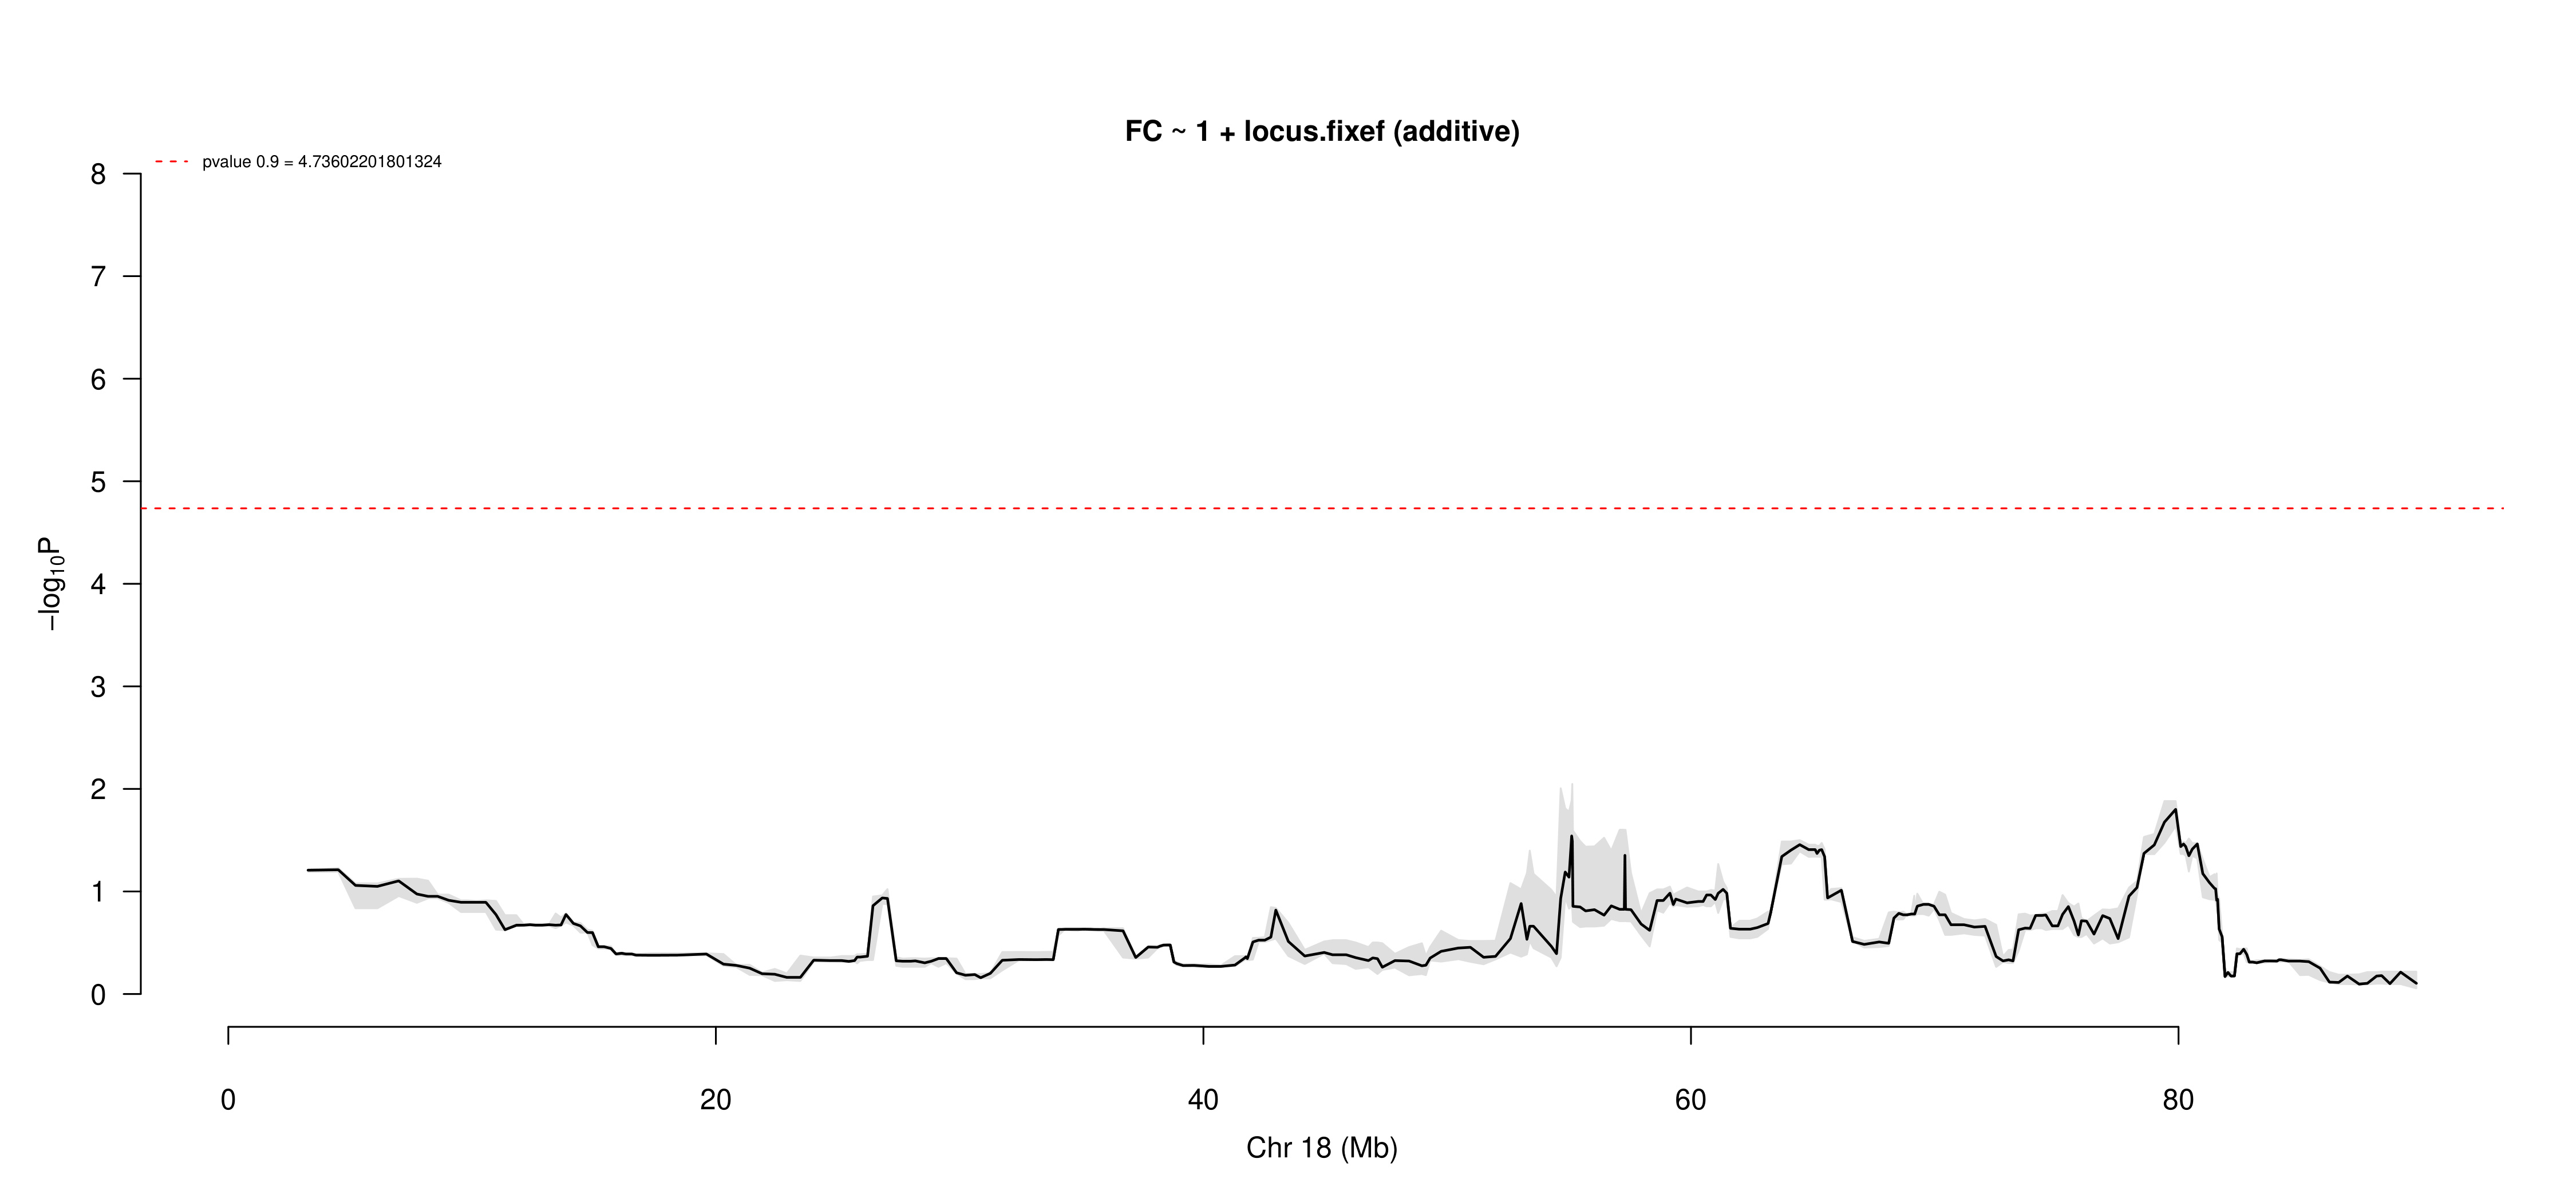 FC ~ 1 + locus.fixef (additive)
pvalue 0.9 = 4.73602201801324
8
7
6
5
4
3
2
1
0
−log10P
0 20 40 60 80
Chr 18 (Mb)